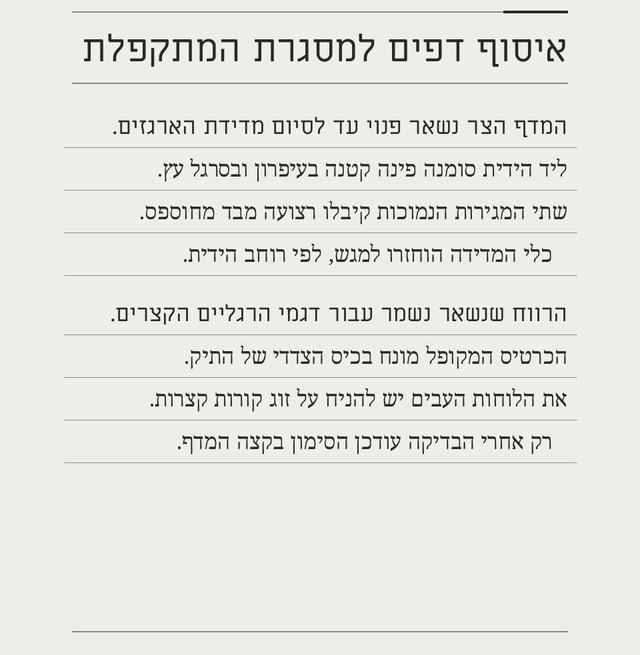 איסוף דפים למסגרת המתקפלת
המדף הצר נשאר פנוי עד לסיום מדידת הארגזים.
ליד הידית סומנה פינה קטנה בעיפרון ובסרגל עץ.
שתי המגירות הנמוכות קיבלו רצועה מבד מחוספס.
כלי המדידה הוחזרו למגש, לפי רוחב הידית.
הרווח שנשאר נשמר עבור דגמי הרגליים הקצרים.
הכרטיס המקופל מונח בכיס הצדדי של התיק.
את הלוחות העבים יש להניח על זוג קורות קצרות.
רק אחרי הבדיקה עודכן הסימון בקצה המדף.